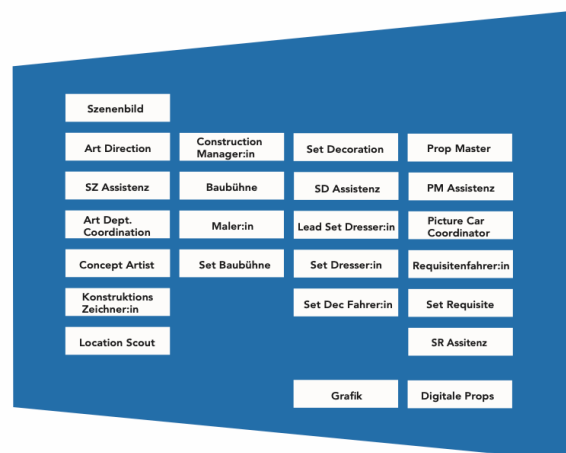 Szenenbild
Art Direction
Construction
Manager:in
Set Decoration
Prop Master
SZ Assistenz
Baubühne
SD Assistenz
PM Assistenz
Art Dept.
Coordination
Maler:in
Lead Set Dresser:in
Picture Car
Coordinator
Concept Artist
Set Baubühne
Set Dresser:in
Requisitenfahrer:in
Konstruktions
Zeichner:in
Set Dec Fahrer:in
Set Requisite
Location Scout
SR Assitenz
Grafik
Digitale Props